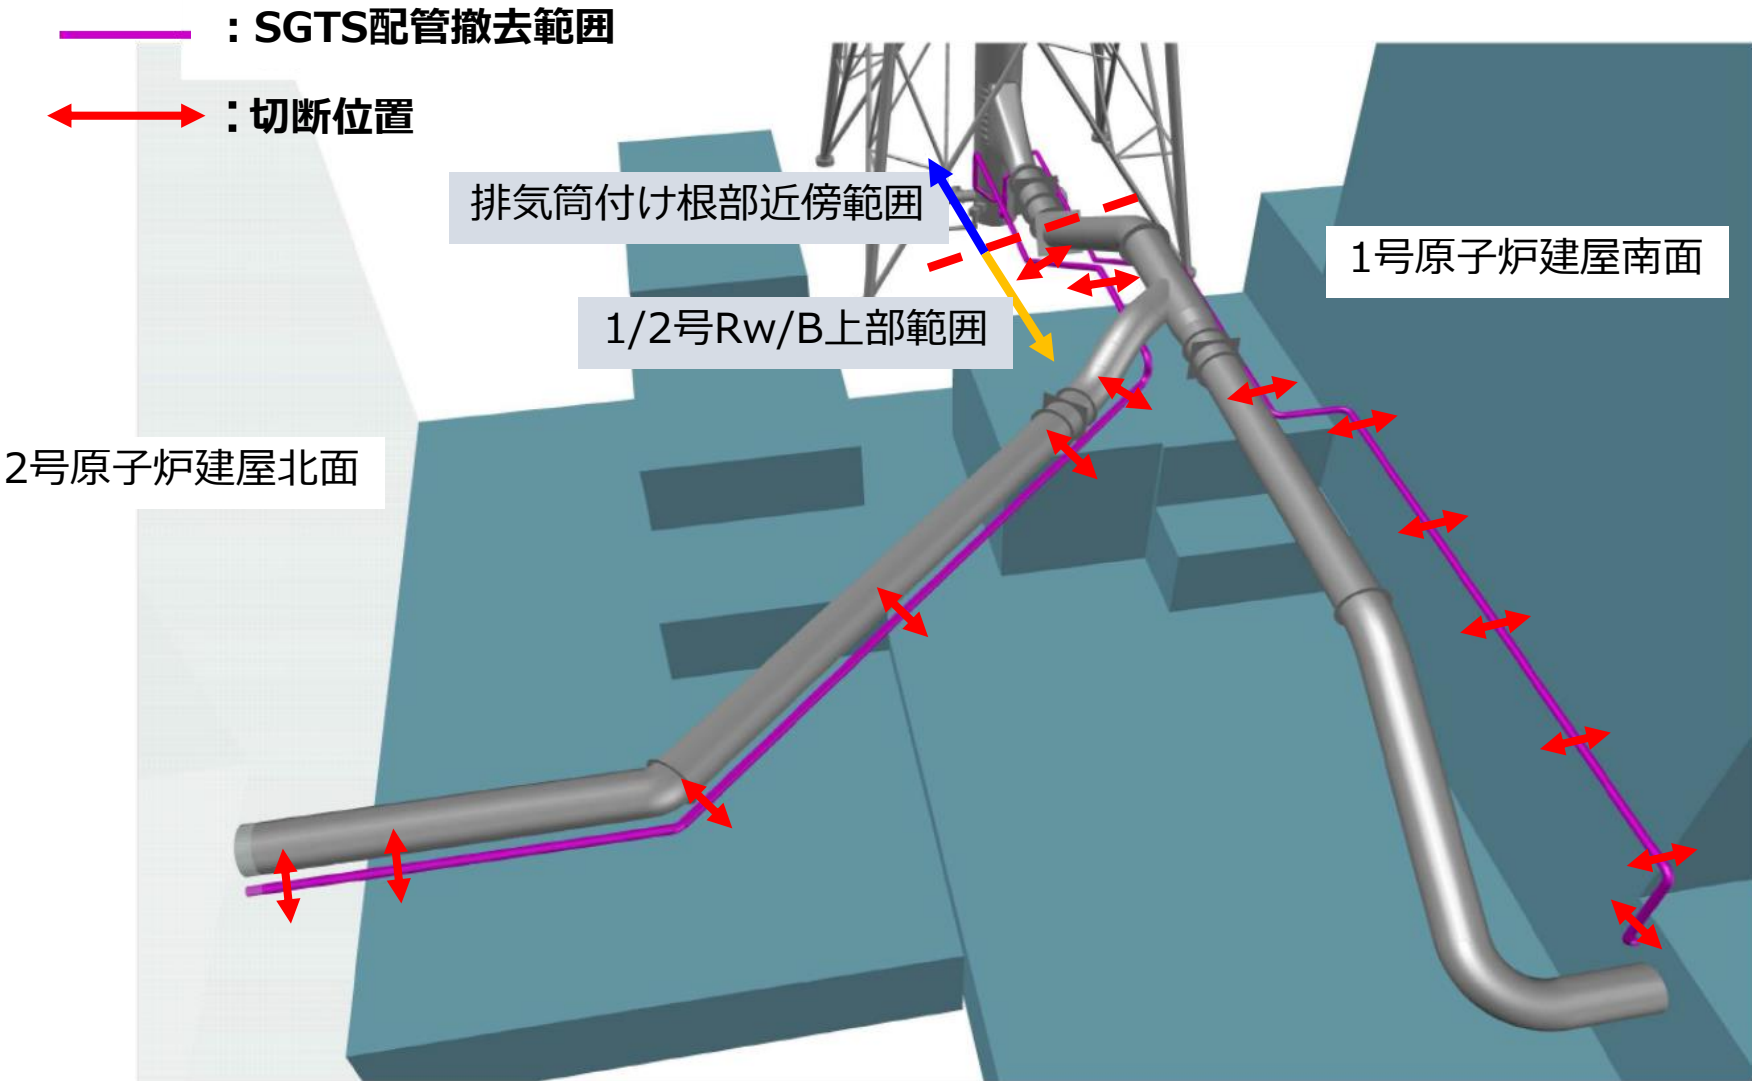 ：SGTS配管撤去範囲
：切断位置
排気筒付け根部近傍範囲
1号原子炉建屋南面
1/2号Rw/B上部範囲
2号原子炉建屋北面